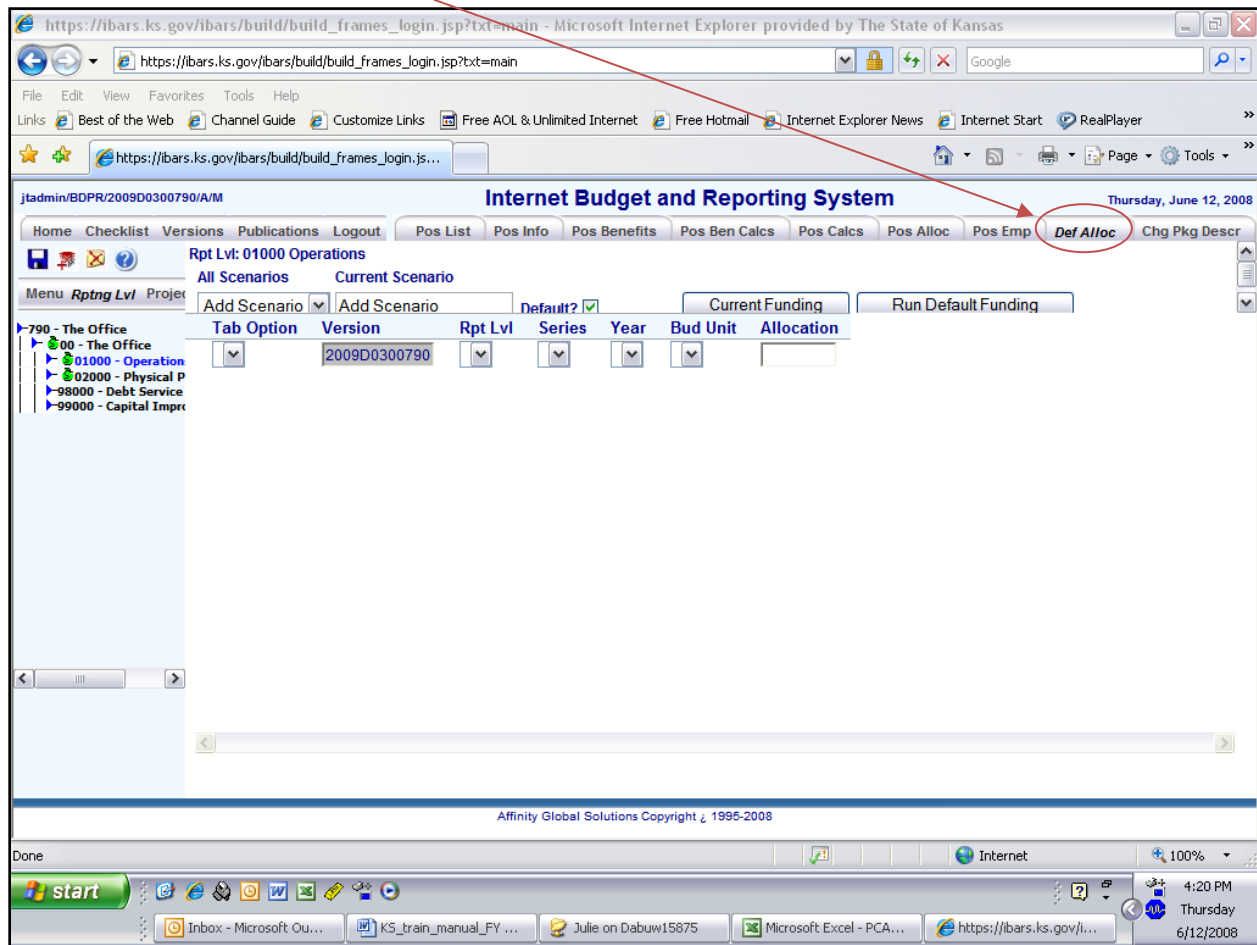 https://ibars.ks.gov/ibars/build/build_frames_login.jsp?txt=main - Microsoft Internet Explorer provided by The State of Kansas
https://ibars.ks.gov/ibars/build/build_frames_login.jsp?txt=main
Google
File Edit View Favorites Tools Help
Links Best of the Web Channel Guide Customize Links Free AOL & Unlimited Internet Free Hotmail Internet Explorer News Internet Start RealPlayer »
https://ibars.ks.gov/ibars/build/build_frames_login.js...
Page Tools »
jtadmin/BDPR/2009D0300790/A/M Internet Budget and Reporting System Thursday, June 12, 2008
Home Checklist Versions Publications Logout Pos List Pos Info Pos Benefits Pos Ben Calcs Pos Calcs Pos Alloc Pos Emp Def Alloc Chg Pkg Descr
Rpt Lvl: 01000 Operations
All Scenarios Current Scenario
Menu Rptng Lvl Projec
Add Scenario Add Scenario Default? Current Funding Run Default Funding
Tab Option Version Rpt Lvl Series Year Bud Unit Allocation
2009D0300790
790 - The Office
00 - The Office
01000 - Operation
02000 - Physical P
98000 - Debt Service
99000 - Capital Impro
Affinity Global Solutions Copyright ¿ 1995-2008
Done Internet 100%
start 4:20 PM
Thursday
6/12/2008
Inbox - Microsoft Ou... KS_train_manual_FY ... Julie on Dabuw15875 Microsoft Excel - PCA... https://ibars.ks.gov/i...